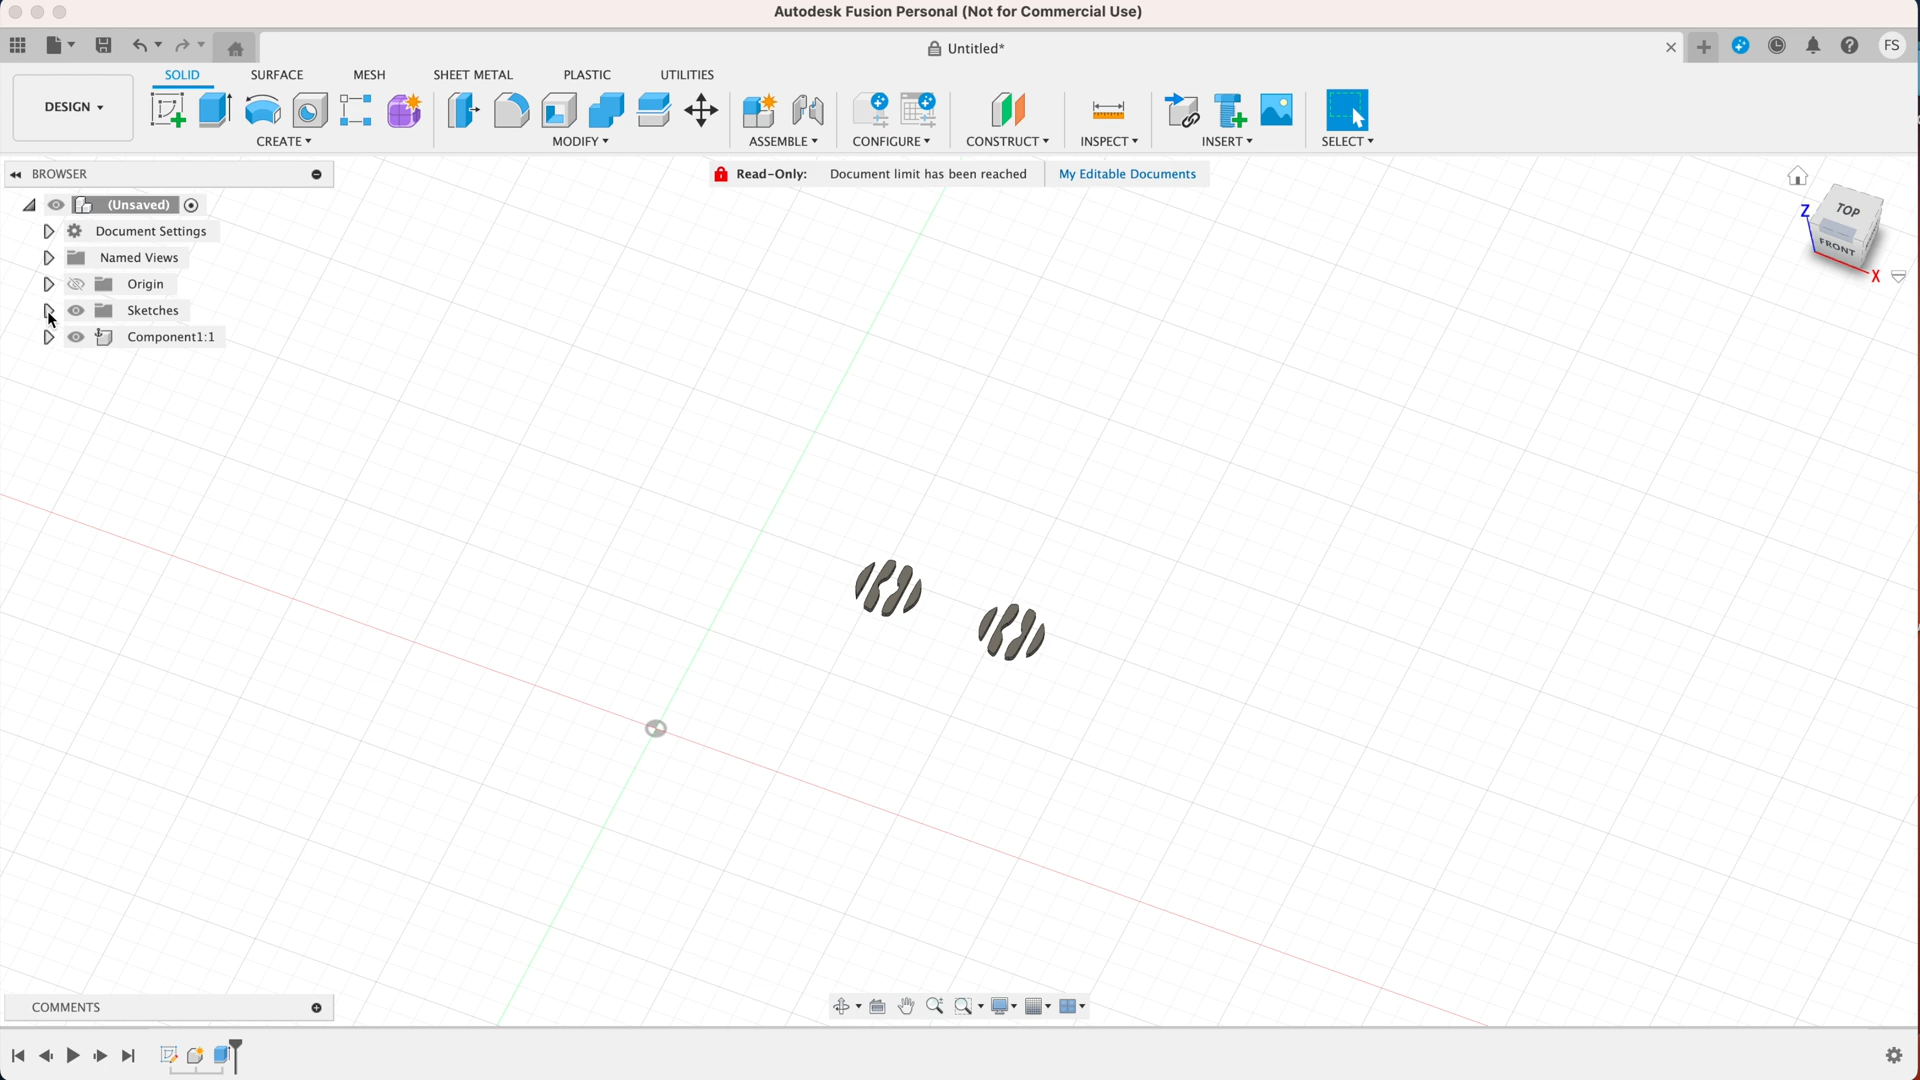 Autodesk Fusion Personal (Not for Commercial Use)
Untitled*
FS
DESIGN
SOLID
SURFACE
MESH
SHEET METAL
PLASTIC
UTILITIES
CREATE
MODIFY
ASSEMBLE
CONFIGURE
CONSTRUCT
INSPECT
INSERT
SELECT
BROWSER
Read-Only: Document limit has been reached My Editable Documents
(Unsaved)
Document Settings
Named Views
Origin
Sketches
Component1:1
TOP
FRONT
Z
X
COMMENTS